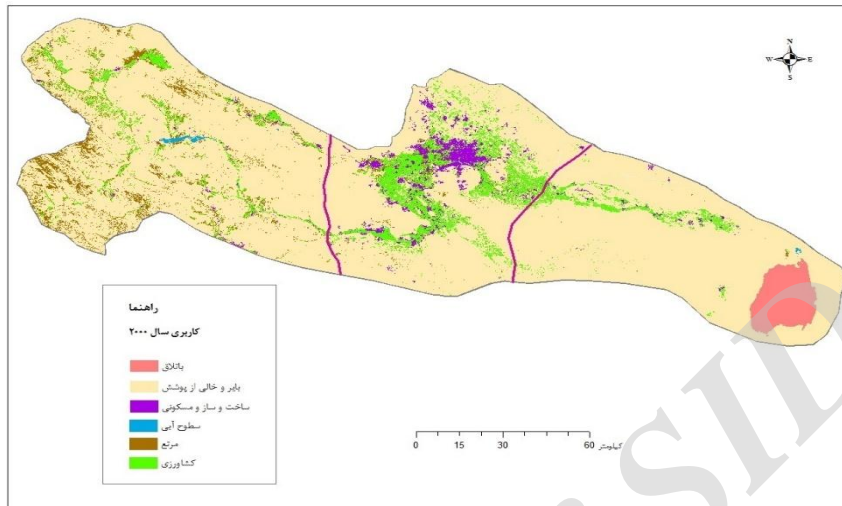 N
W E
S
راهنما
کاربری سال ۲۰۰۰
باتلاق
بایر و خالی از پوشش
ساخت و ساز و مسکونی
سطوح آبی
مرتع
کشاورزی
0 15 30 60 کیلومتر
SID